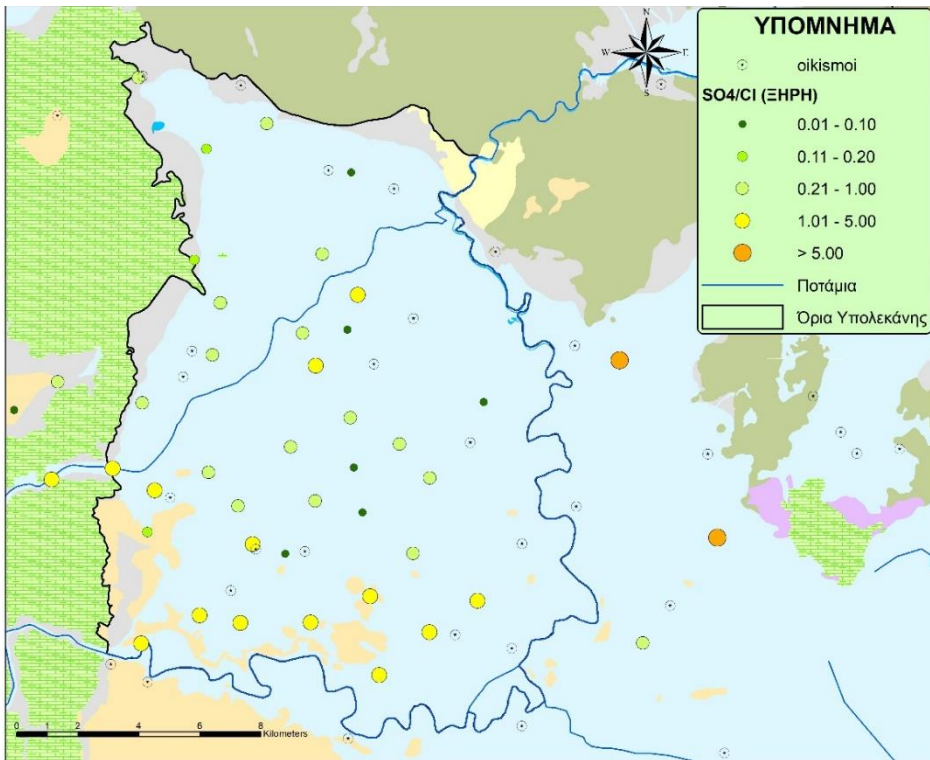 ΥΠΟΜΝΗΜΑ
oikismoi
SO4/Cl (ΞΗΡΗ)
0.01 - 0.10
0.11 - 0.20
0.21 - 1.00
1.01 - 5.00
> 5.00
Ποτάμια
Όρια Υπολεκάνης
N
W E
S
0 1 2 4 6 8
Kilometers